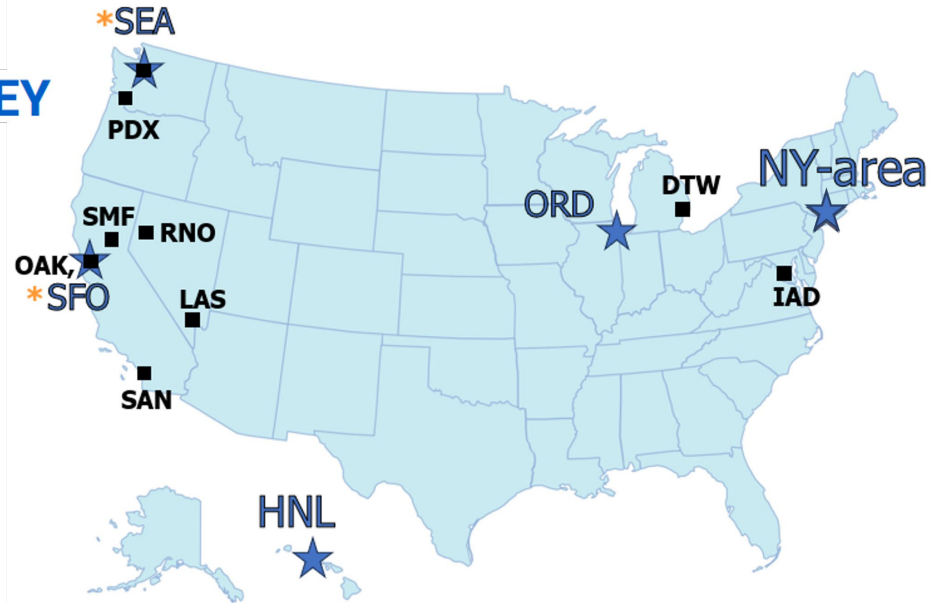 *SEA
EY
PDX
NY-area
DTW
ORD
SMF
RNO
OAK,
*SFO
IAD
LAS
SAN
HNL